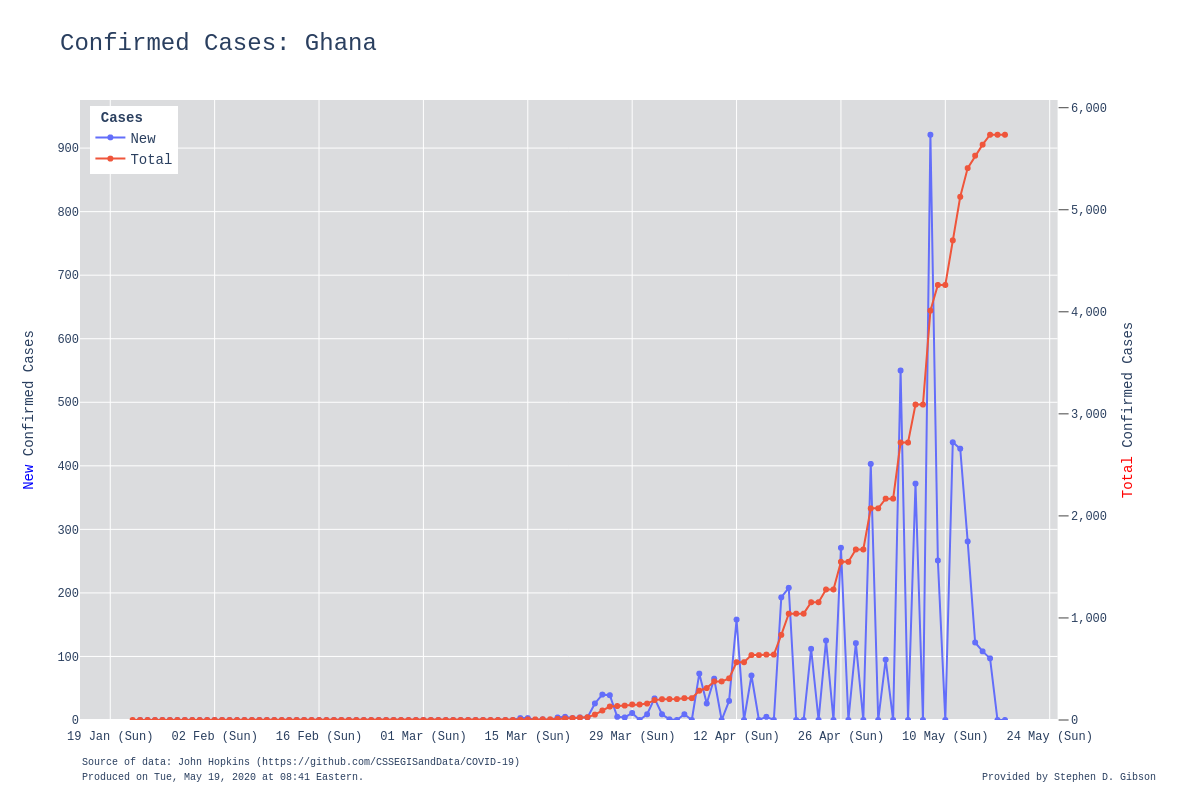 Confirmed Cases: Ghana
Cases
New
Total
900
800
700
600
500
400
300
200
100
0
New Confirmed Cases
6,000
5,000
4,000
3,000
2,000
1,000
0
Total Confirmed Cases
19 Jan (Sun) 02 Feb (Sun) 16 Feb (Sun) 01 Mar (Sun) 15 Mar (Sun) 29 Mar (Sun) 12 Apr (Sun) 26 Apr (Sun) 10 May (Sun) 24 May (Sun)
Source of data: John Hopkins (https://github.com/CSSEGISandData/COVID-19)
Produced on Tue, May 19, 2020 at 08:41 Eastern.
Provided by Stephen D. Gibson